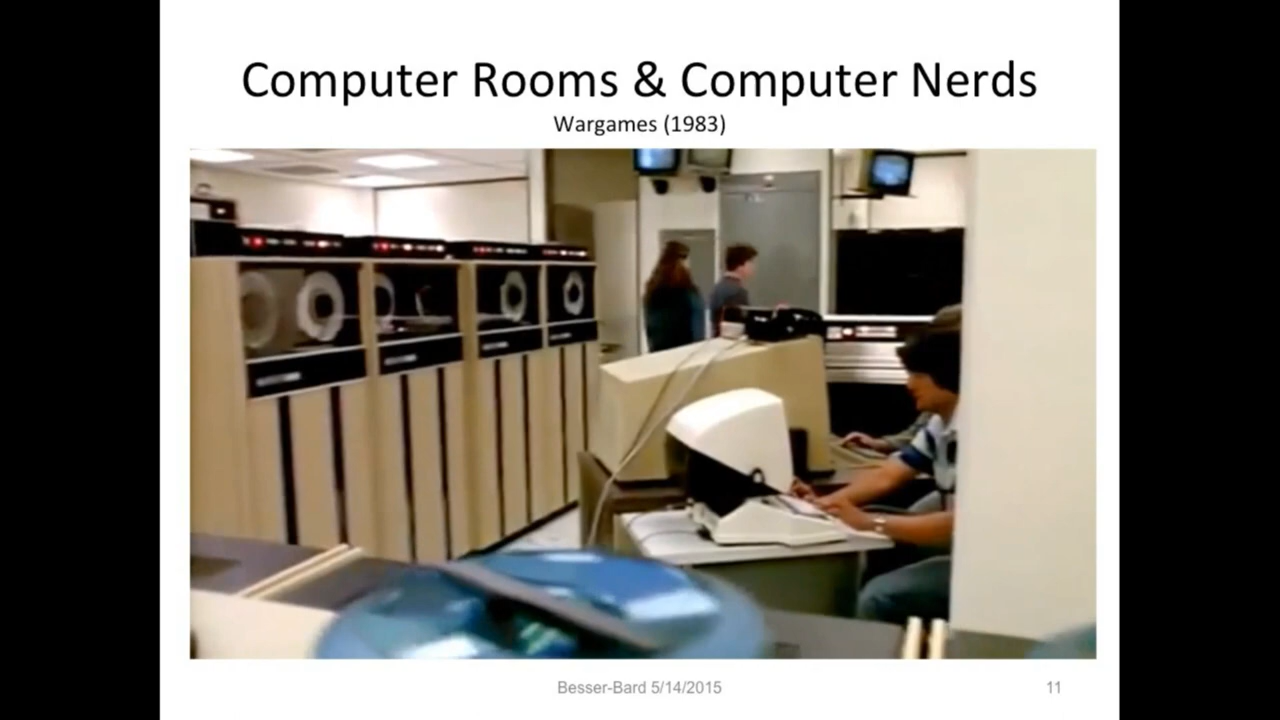 Computer Rooms & Computer Nerds
Wargames (1983)
Besser-Bard 5/14/2015
11